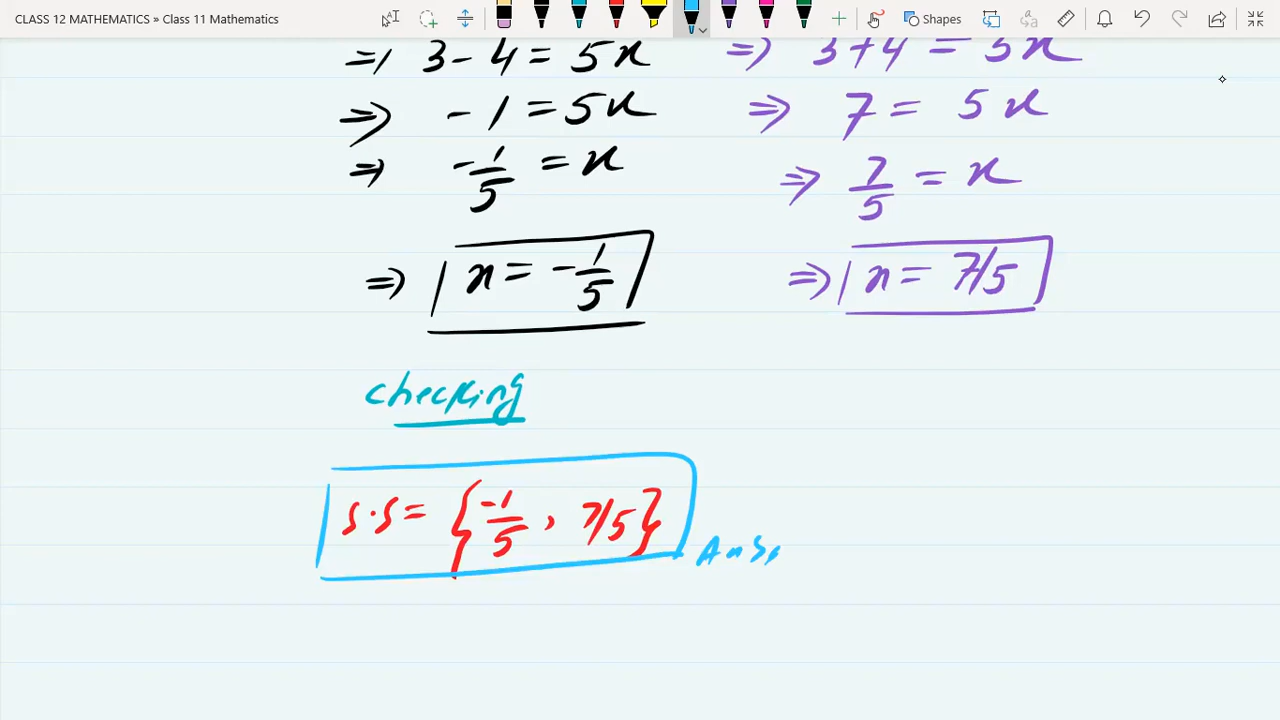 CLASS 12 MATHEMATICS » Class 11 Mathematics
Shapes
⇒ 3 - 4 = 5x
⇒ - 1 = 5x
⇒ -1/5 = x
⇒ x = -1/5
⇒ 3 + 4 = 5x
⇒ 7 = 5x
⇒ 7/5 = x
⇒ x = 7/5
checking
S.S = {-1/5, 7/5}
Ans,